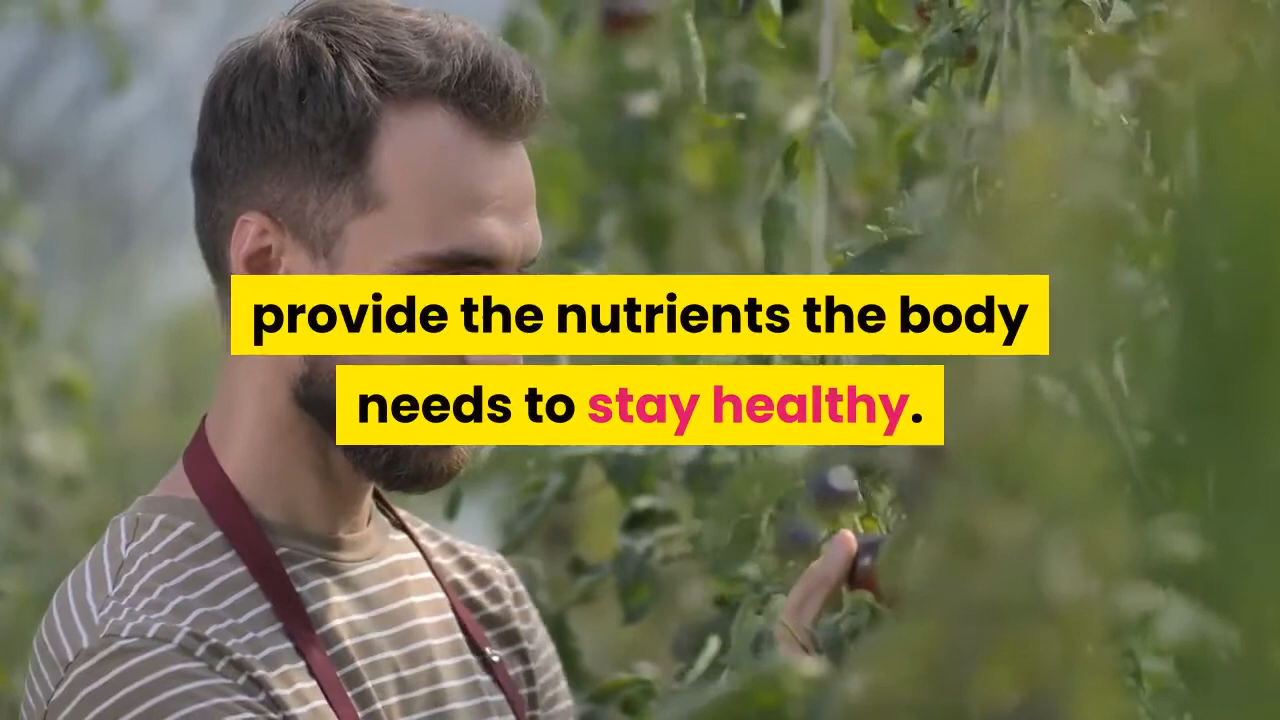 provide the nutrients the body
needs to stay healthy.